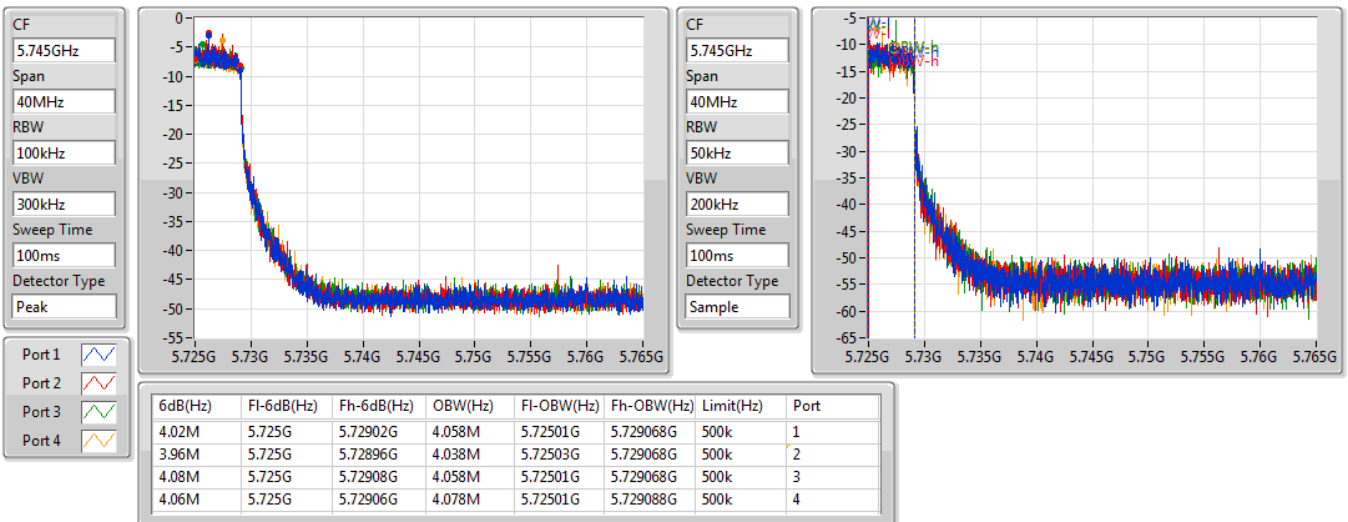 CF
5.745GHz
Span
40MHz
RBW
100kHz
VBW
300kHz
Sweep Time
100ms
Detector Type
Peak
0
-5
-10
-15
-20
-25
-30
-35
-40
-45
-50
-55
5.725G 5.73G 5.735G 5.74G 5.745G 5.75G 5.755G 5.76G 5.765G
CF
5.745GHz
Span
40MHz
RBW
50kHz
VBW
200kHz
Sweep Time
100ms
Detector Type
Sample
-5
-10
-15
-20
-25
-30
-35
-40
-45
-50
-55
-60
-65
5.725G 5.73G 5.735G 5.74G 5.745G 5.75G 5.755G 5.76G 5.765G
Port 1
Port 2
Port 3
Port 4
6dB(Hz) Fl-6dB(Hz) Fh-6dB(Hz) OBW(Hz) Fl-OBW(Hz) Fh-OBW(Hz) Limit(Hz) Port
4.02M 5.725G 5.72902G 4.058M 5.72501G 5.729068G 500k 1
3.96M 5.725G 5.72896G 4.038M 5.72503G 5.729068G 500k 2
4.08M 5.725G 5.72908G 4.058M 5.72501G 5.729068G 500k 3
4.06M 5.725G 5.72906G 4.078M 5.72501G 5.729088G 500k 4